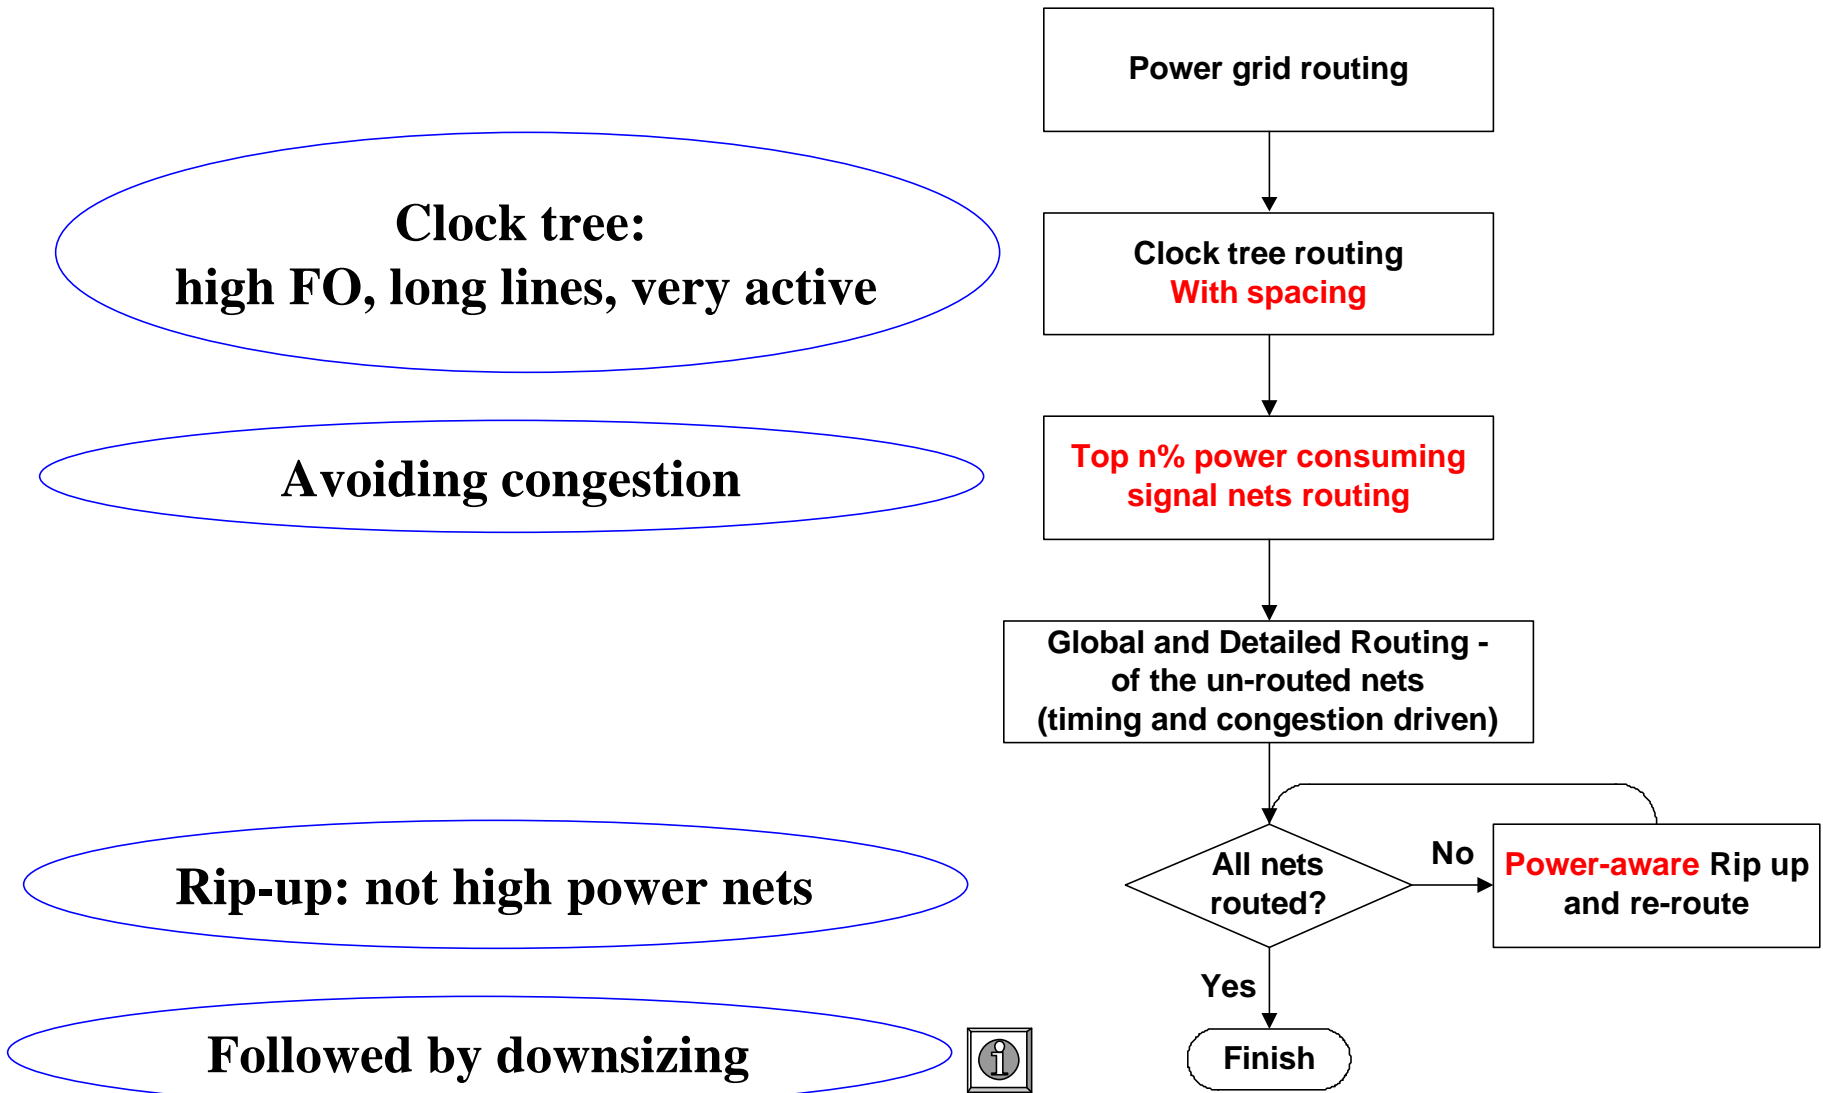 Power grid routing
Clock tree:
high FO, long lines, very active
Clock tree routing
With spacing
Avoiding congestion
Top n% power consuming
signal nets routing
Global and Detailed Routing -
of the un-routed nets
(timing and congestion driven)
Rip-up: not high power nets
All nets
routed?
No
Power-aware Rip up
and re-route
Yes
Followed by downsizing
i
Finish